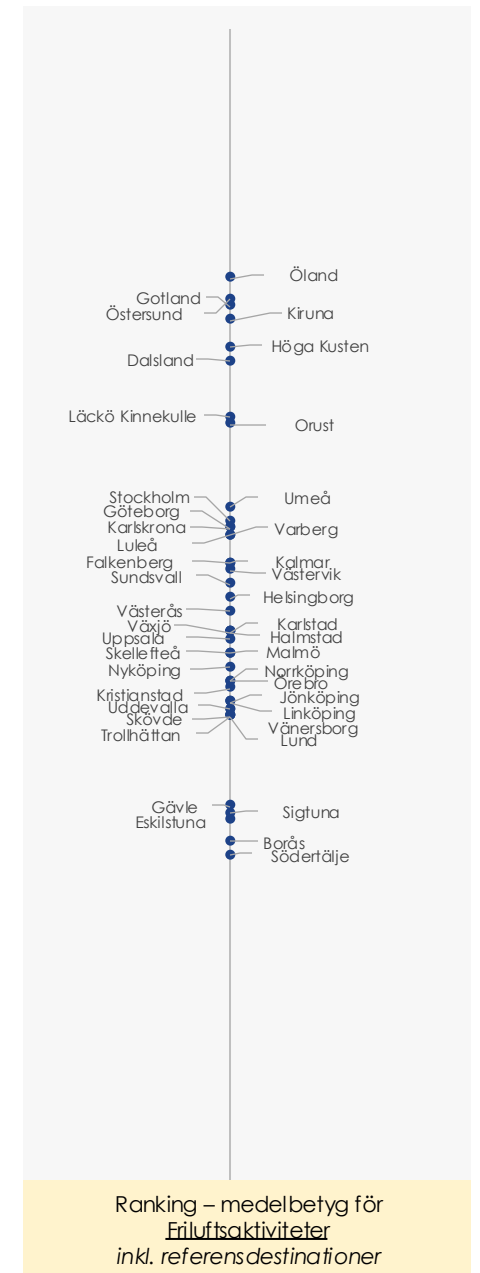 Öland
Gotland
Östersund
Kiruna
Höga Kusten
Dalsland
Läckö Kinnekulle
Orust
Stockholm
Umeå
Göteborg
Karlskrona
Varberg
Luleå
Falkenberg
Kalmar
Västervik
Sundsvall
Helsingborg
Västerås
Växjö
Karlstad
Uppsala
Halmstad
Skellefteå
Malmö
Nyköping
Norrköping
Örebro
Kristianstad
Jönköping
Uddevalla
Linköping
Skövde
Vänersborg
Trollhättan
Lund
Gävle
Sigtuna
Eskilstuna
Borås
Södertälje
Ranking – medelbetyg för
Friluftsaktiviteter
inkl. referensdestinationer